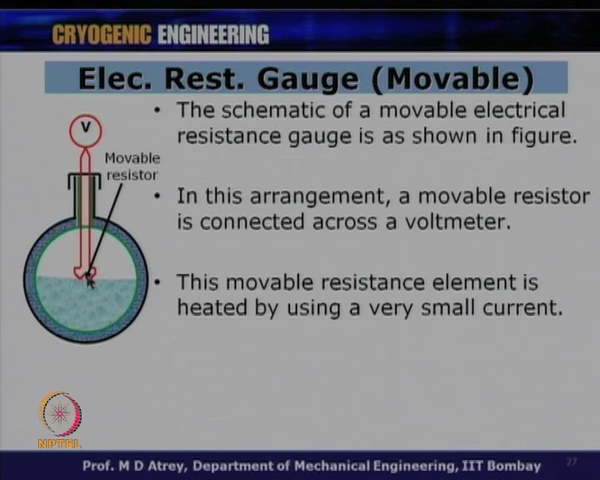 CRYOGENIC ENGINEERING
Elec. Rest. Gauge (Movable)
V
Movable
resistor
• The schematic of a movable electrical
resistance gauge is as shown in figure.
• In this arrangement, a movable resistor
is connected across a voltmeter.
• This movable resistance element is
heated by using a very small current.
NPTEL
Prof. M D Atrey, Department of Mechanical Engineering, IIT Bombay
27